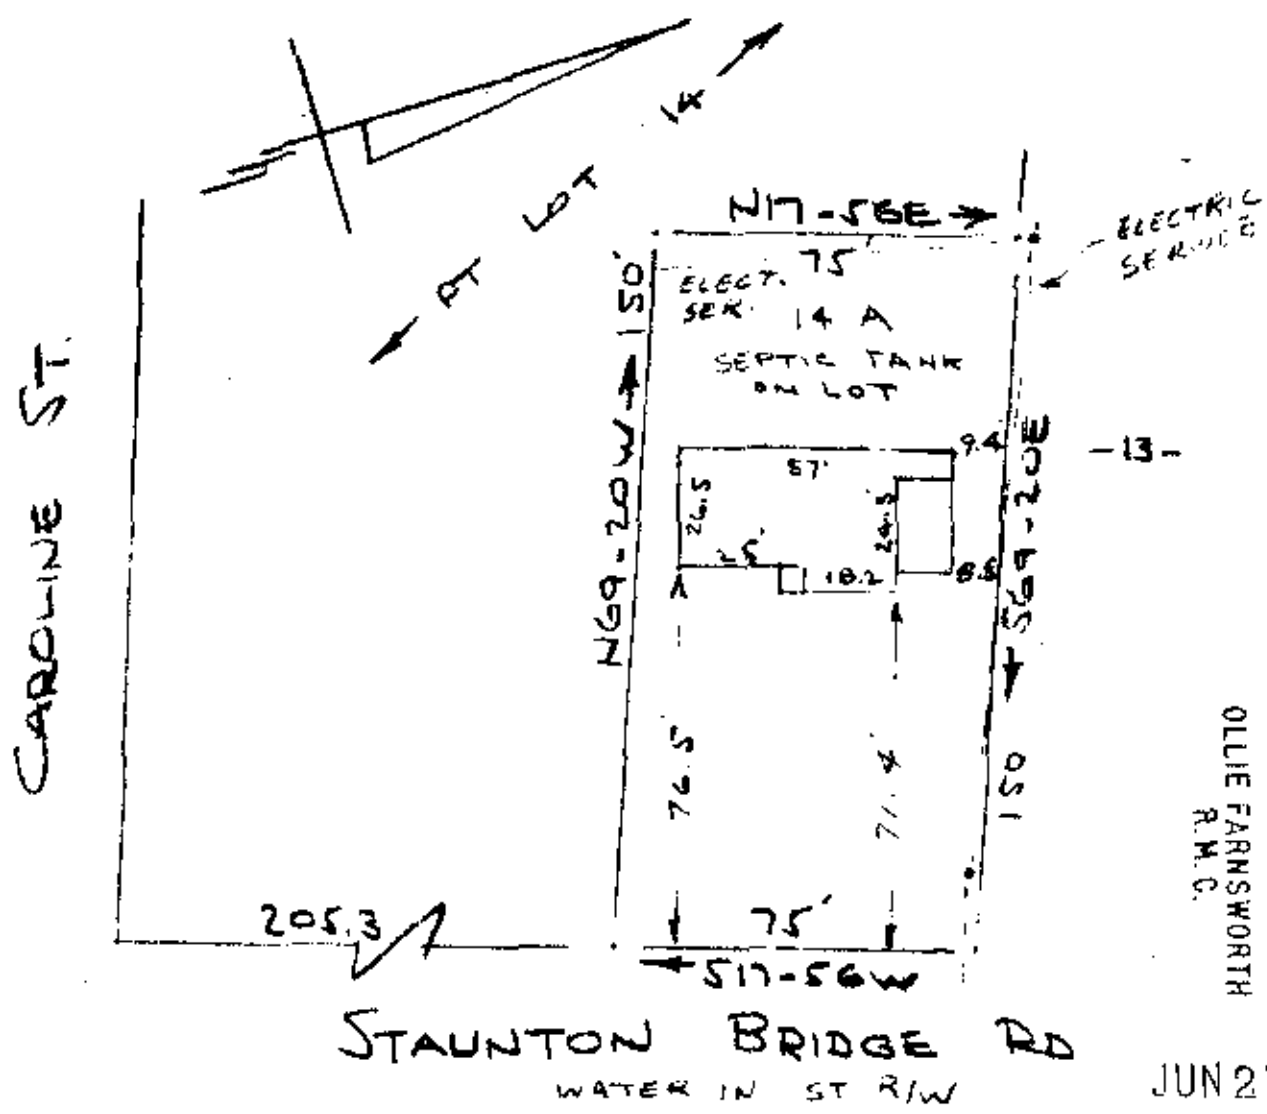 PT LOT 14
N17-56E
75'
ELECTRIC
SERVICE
ELECT.
SER.
14 A
SEPTIC TANK
ON LOT
CAROLINE ST.
N69-20W 150'
S69-20E
150
-13-
57'
9.4
26.5
24.5
25'
18.2
8.5
76.5'
71.4'
205.3
75'
S17-56W
STAUNTON BRIDGE RD
WATER IN ST R/W
OLLIE FARNSWORTH
R.M.C.
JUN 2